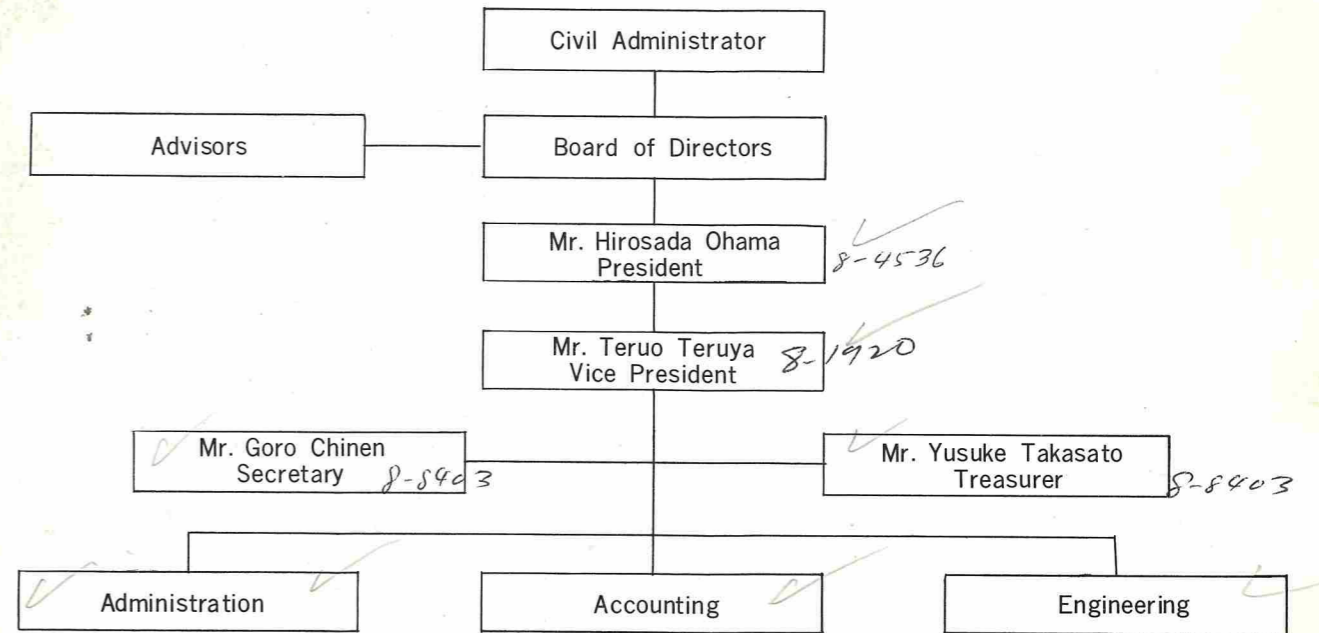 Civil Administrator
Advisors
Board of Directors
Mr. Hirosada Ohama
President
8-4536
Mr. Teruo Teruya
Vice President
8-1920
Mr. Goro Chinen
Secretary
8-8403
Mr. Yusuke Takasato
Treasurer
8-8403
Administration
Accounting
Engineering